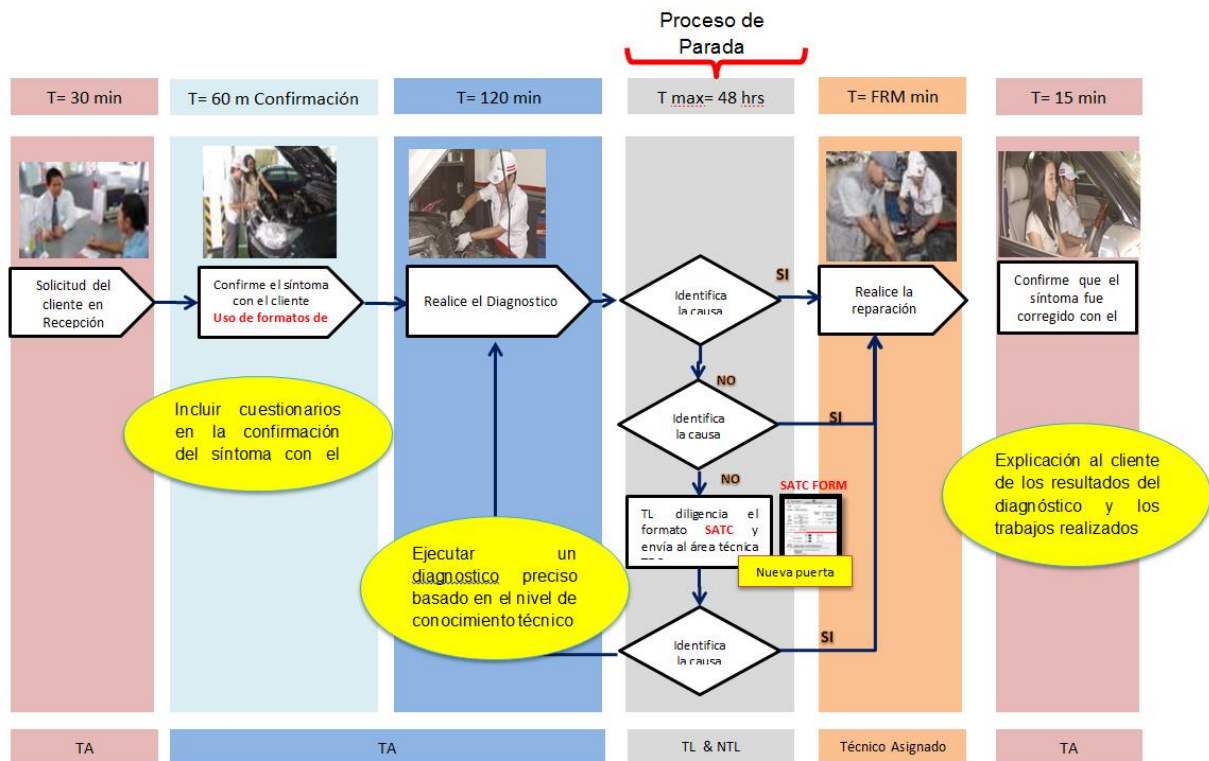 Proceso de
Parada
T= 30 min
T= 60 m Confirmación
T= 120 min
T max= 48 hrs
T= FRM min
T= 15 min
Solicitud del
cliente en
Recepción
Confirme el síntoma
con el cliente
Uso de formatos de
Realice el Diagnostico
Identifica
la causa
SI
Realice la
reparación
Confirme que el
síntoma fue
corregido con el
NO
Identifica
la causa
SI
Incluir cuestionarios
en la confirmación
del síntoma con el
NO
SATC FORM
TL diligencia el
formato SATC y
envía al área técnica
Nueva puerta
Explicación al cliente
de los resultados del
diagnóstico y los
trabajos realizados
Ejecutar un
diagnostico preciso
basado en el nivel de
conocimiento técnico
Identifica
la causa
SI
TA
TA
TL & NTL
Técnico Asignado
TA